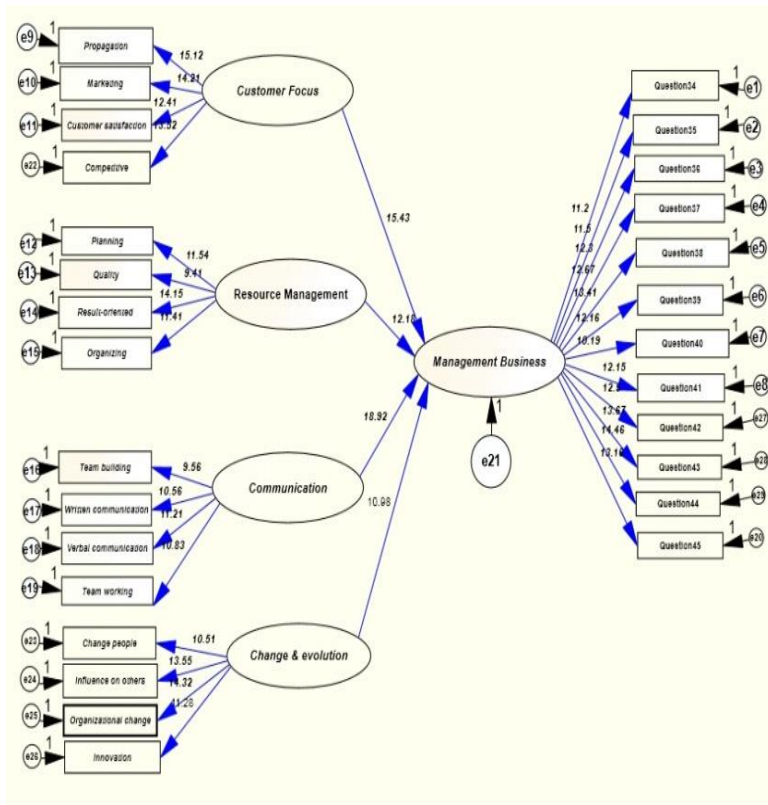 e9
1
Propagation
15.12
e10
1
Marketing
14.21
e11
1
Customer satisfaction
12.41
e22
1
Competitive
Customer Focus
15.43
e12
1
Planning
11.54
e13
1
Quality
9.41
e14
1
Result-oriented
14.15
e15
1
Organizing
11.41
Resource Management
e16
1
Team building
9.56
e17
1
Written communication
10.56
e18
1
Verbal communication
11.21
e19
1
Team working
10.83
Communication
18.92
1
Change people
10.51
e24
1
Influence on others
13.55
e25
1
Organizational change
14.32
e26
1
Innovation
11.28
Change & evolution
10.98
Management Business
1
e21
Question34
1
e1
11.2
Question35
1
e2
11.5
Question36
1
e3
Question37
1
e4
12.67
Question38
1
e5
13.41
Question39
1
e6
12.16
Question40
1
e7
10.19
Question41
1
e8
12.15
Question42
1
e27
Question43
1
e28
13.67
Question44
1
e29
14.46
Question45
1